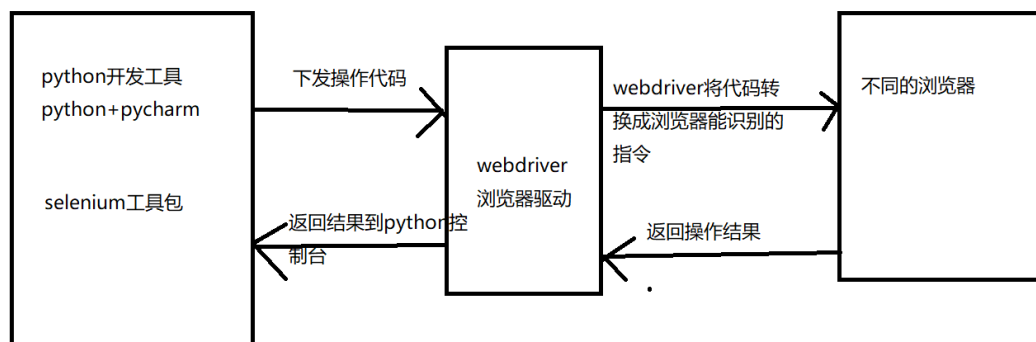 python开发工具
python+pycharm
selenium工具包
下发操作代码
返回结果到python控
制台
webdriver
浏览器驱动
webdriver将代码转
换成浏览器能识别的
指令
返回操作结果
不同的浏览器